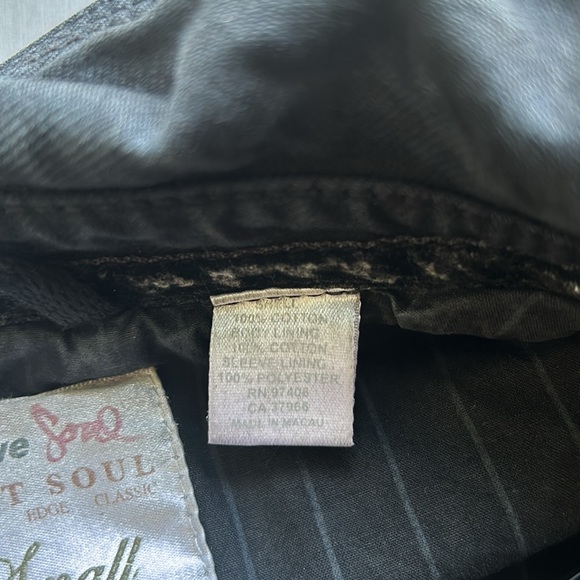 100% COTTON
BODY LINING
100% COTTON
SLEEVE LINING
100% POLYESTER
RN 97406
CA 37966
MADE IN MACAU
SOUL
EDGE CLASSIC
Small